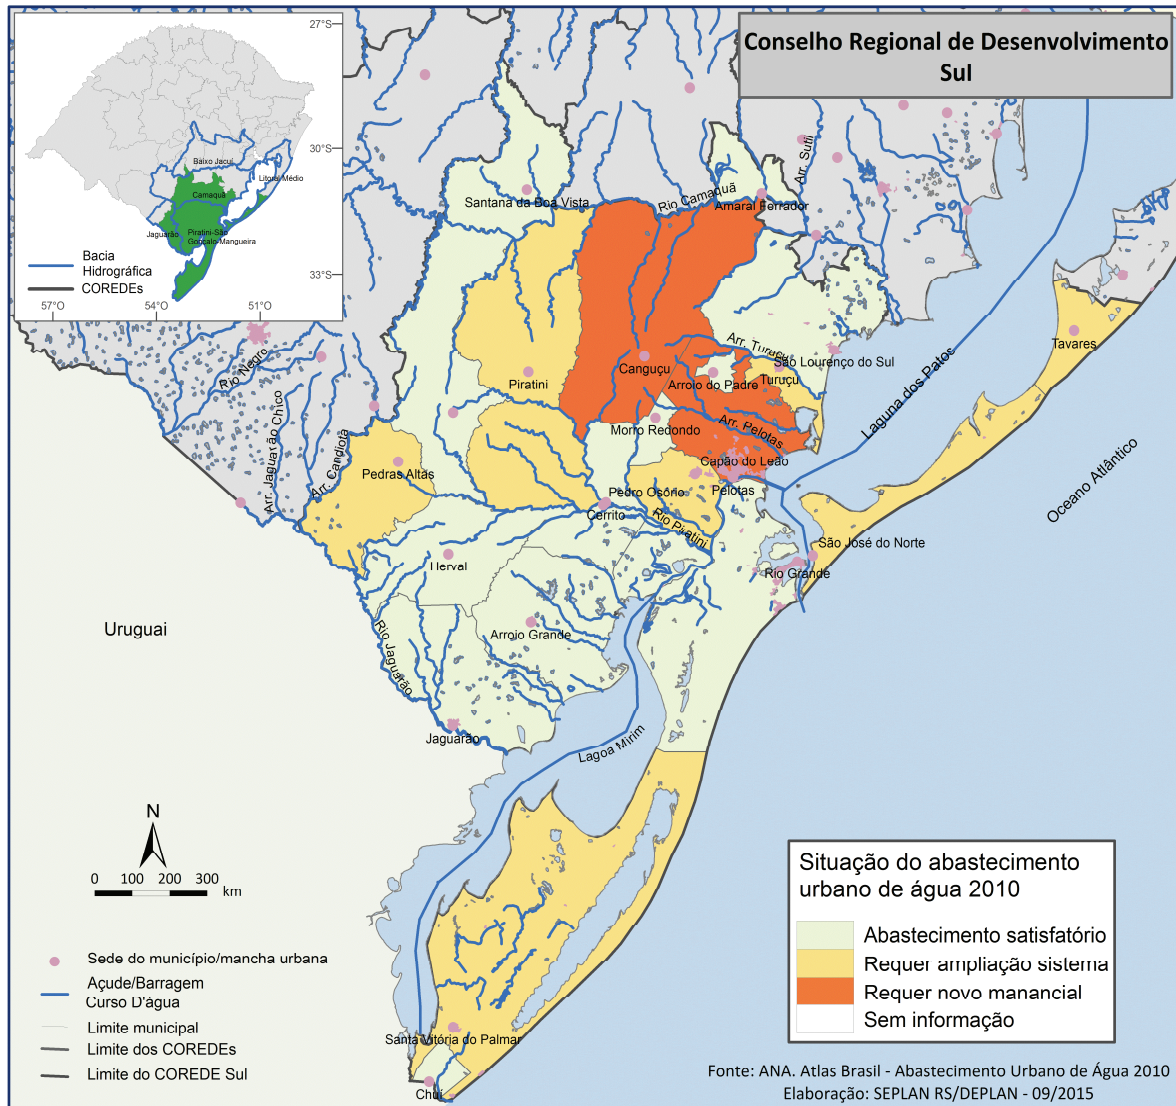 Conselho Regional de Desenvolvimento
Sul
27°S
30°S
33°S
57°O
54°O
51°O
Baixo Jacuí
Litoral Médio
Camaquã
Jaguarão
Piratini-São
Gonçalo-Mangueira
Bacia
Hidrográfica
COREDEs
Santana da Boa Vista
Rio Camaquã
Amaral Ferrador
Arr. Sutil
Rio Negro
Arr. Jaguarão Chico
Arr. Candiota
Piratini
Canguçu
Arr. Turuçu
São Lourenço do Sul
Arroio do Padre
Turuçu
Tavares
Laguna dos Patos
Oceano Atlântico
Morro Redondo
Arr. Pelotas
Capão do Leão
Pedras Altas
Pedro Osório
Pelotas
Cerrito
Rio Piratini
São José do Norte
Rio Grande
Herval
Uruguai
Arroio Grande
Rio Jaguarão
Jaguarão
Lagoa Mirim
Santa Vitória do Palmar
Chuí
N
0 100 200 300
km
Sede do município/mancha urbana
Açude/Barragem
Curso D'água
Limite municipal
Limite dos COREDEs
Limite do COREDE Sul
Situação do abastecimento
urbano de água 2010
Abastecimento satisfatório
Requer ampliação sistema
Requer novo manancial
Sem informação
Fonte: ANA. Atlas Brasil - Abastecimento Urbano de Água 2010
Elaboração: SEPLAN RS/DEPLAN - 09/2015